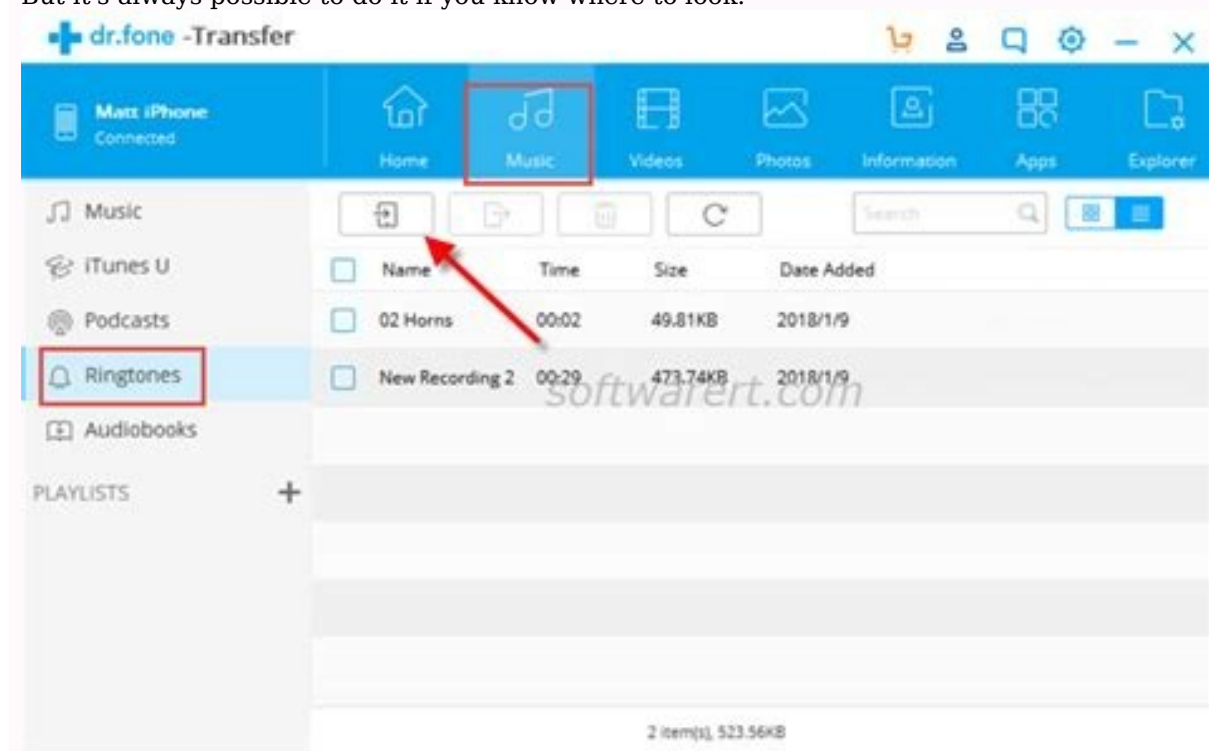 But it's always possible to do it if you know where to look.
dr.fone -Transfer
Matt iPhone
Connected
Home Music Videos Photos Information Apps Explorer
Music
iTunes U
Podcasts
Ringtones
Audiobooks
PLAYLISTS +
Search
Name Time Size Date Added
02 Horns 00:02 49.81KB 2018/1/9
New Recording 2 00:29 473.74KB 2018/1/9
softwarert.com
2 item(s), 523.56KB